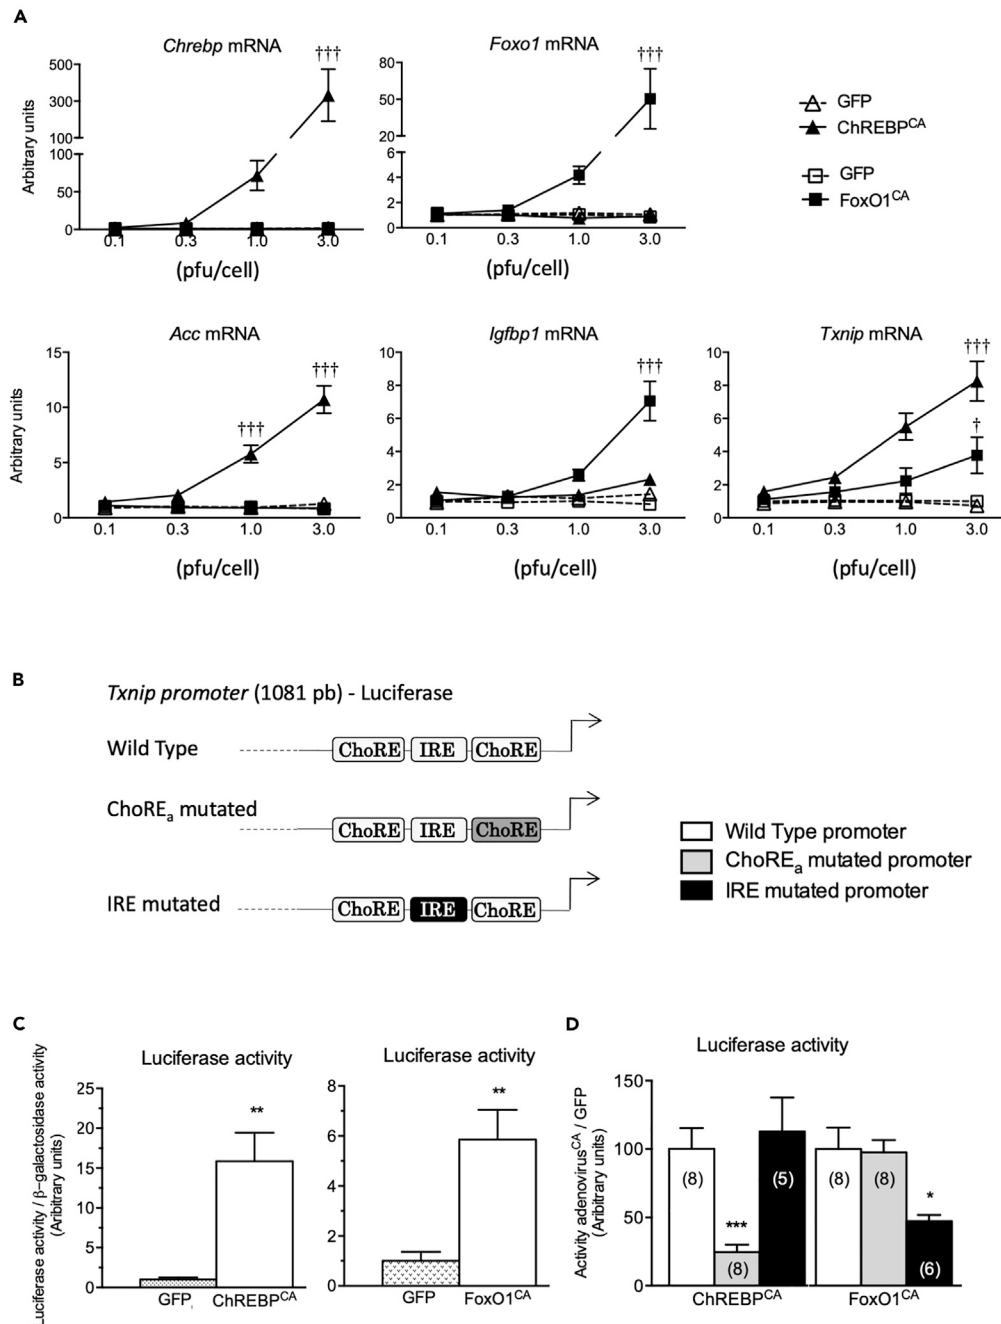 A
Chrebp mRNA
†††
500
300
100
100
50
0
Arbitrary units
0.1 0.3 1.0 3.0
(pfu/cell)
Foxo1 mRNA
†††
80
50
20
6
4
2
0
0.1 0.3 1.0 3.0
(pfu/cell)
GFP
ChREBPCA
GFP
FoxO1CA
Acc mRNA
†††
†††
15
10
5
0
Arbitrary units
0.1 0.3 1.0 3.0
(pfu/cell)
Igfbp1 mRNA
†††
10
8
6
4
2
0
0.1 0.3 1.0 3.0
(pfu/cell)
Txnip mRNA
†††
†
10
8
6
4
2
0
0.1 0.3 1.0 3.0
(pfu/cell)
B
Txnip promoter (1081 pb) - Luciferase
Wild Type
ChoRE IRE ChoRE
ChoREa mutated
ChoRE IRE ChoRE
IRE mutated
ChoRE IRE ChoRE
Wild Type promoter
ChoREa mutated promoter
IRE mutated promoter
C
Luciferase activity
Luciferase activity / β-galactosidase activity
(Aribitrary units)
25
20
15
10
5
0
**
GFP ChREBPCA
Luciferase activity
8
6
4
2
0
**
GFP FoxO1CA
D
Luciferase activity
Activity adenovirusCA / GFP
(Aribitrary units)
150
100
50
0
(8) *** (8) (5) (8) (8) * (6)
ChREBPCA FoxO1CA